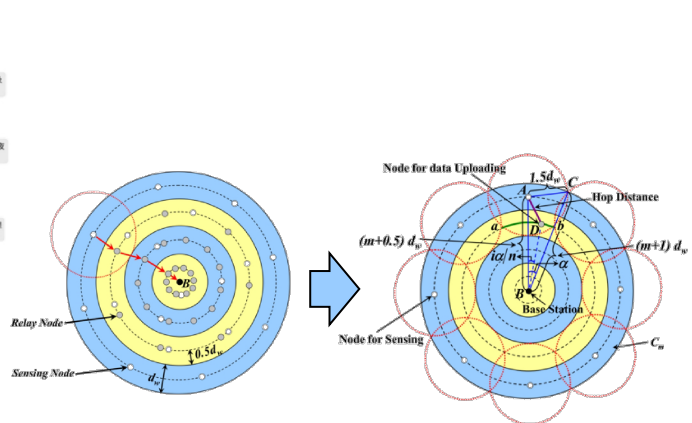 B
Relay Node
Sensing Node
0.5dw
dw
Node for data Uploading
1.5dw
A
C
Hop Distance
a
D
b
(m+0.5) dw
(m+1) dw
iα/n
α
B
Base Station
Node for Sensing
Cm